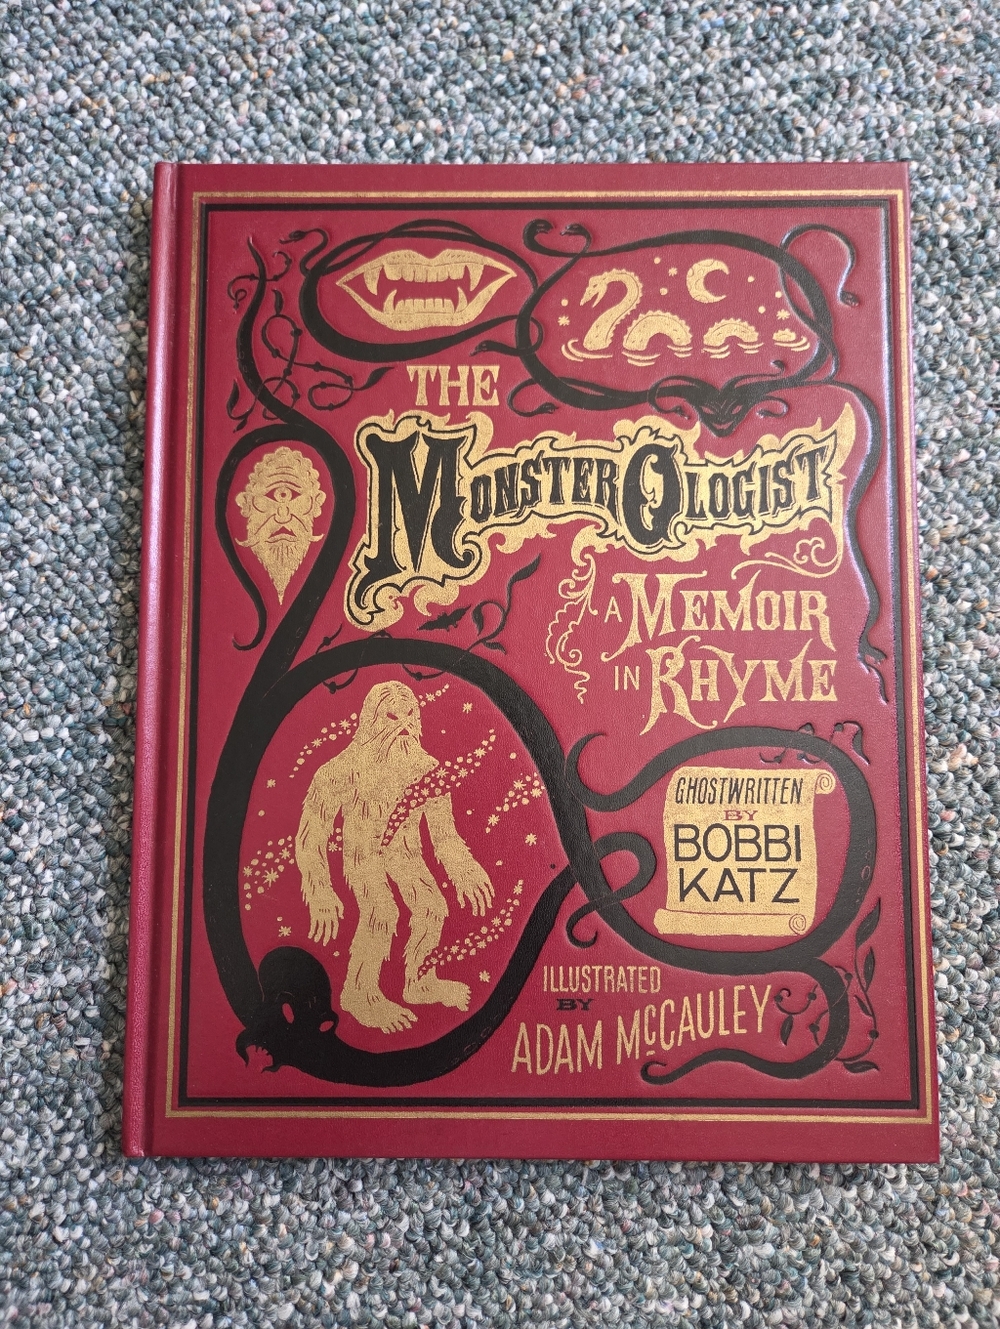 THE
MONSTEROLOGIST
A MEMOIR
IN RHYME
GHOSTWRITTEN
BY
BOBBI
KATZ
ILLUSTRATED
BY
ADAM McCAULEY